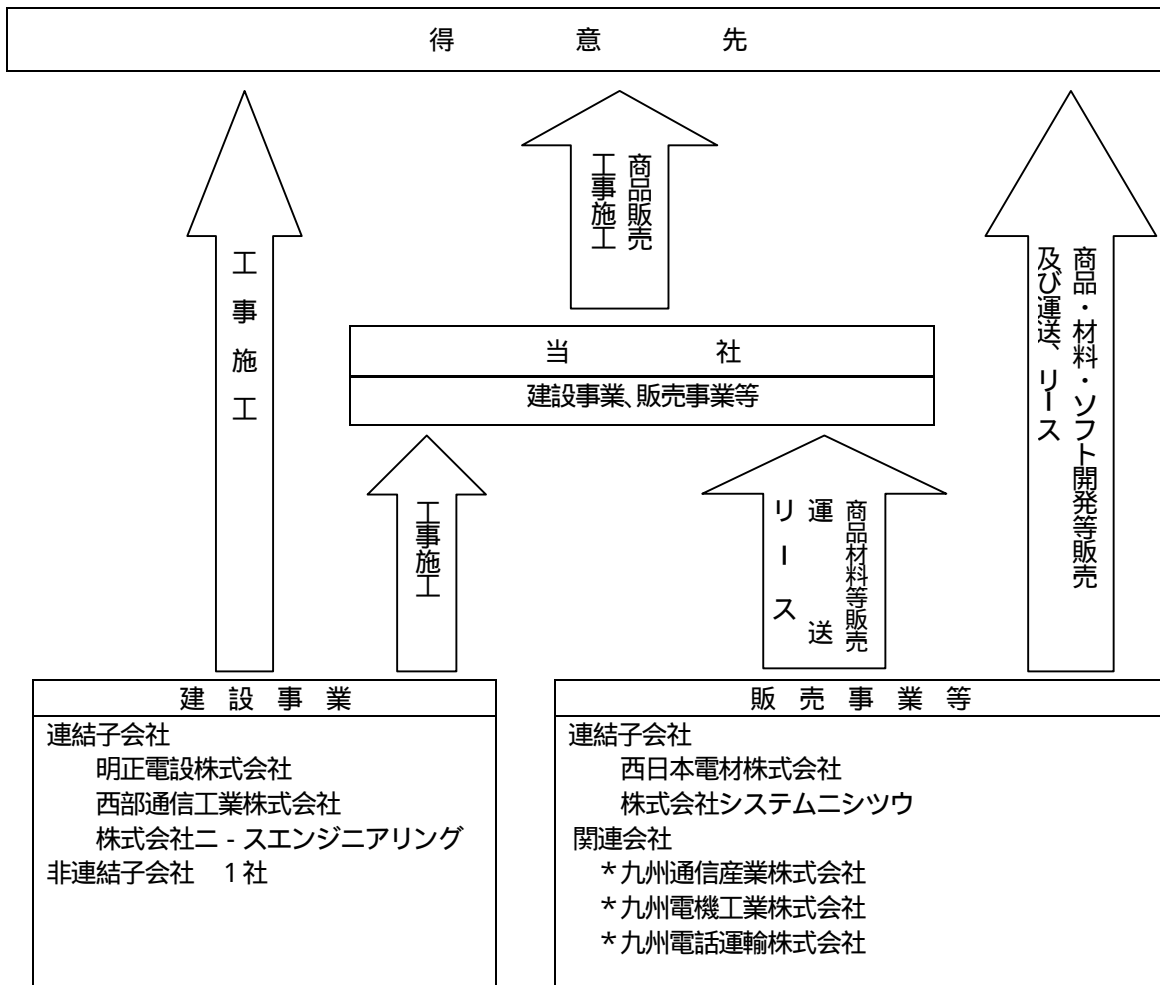 得意先
工事施工
商品販売
工事施工
商品・材料・ソフト開発等販売
及び運送、リース
当社
建設事業、販売事業等
工事施工
商品材料等販売
運送
リース
建設事業
連結子会社
明正電設株式会社
西部通信工業株式会社
株式会社ニ-スエンジニアリング
非連結子会社 1社
販売事業等
連結子会社
西日本電材株式会社
株式会社システムニシツウ
関連会社
*九州通信産業株式会社
*九州電機工業株式会社
*九州電話運輸株式会社